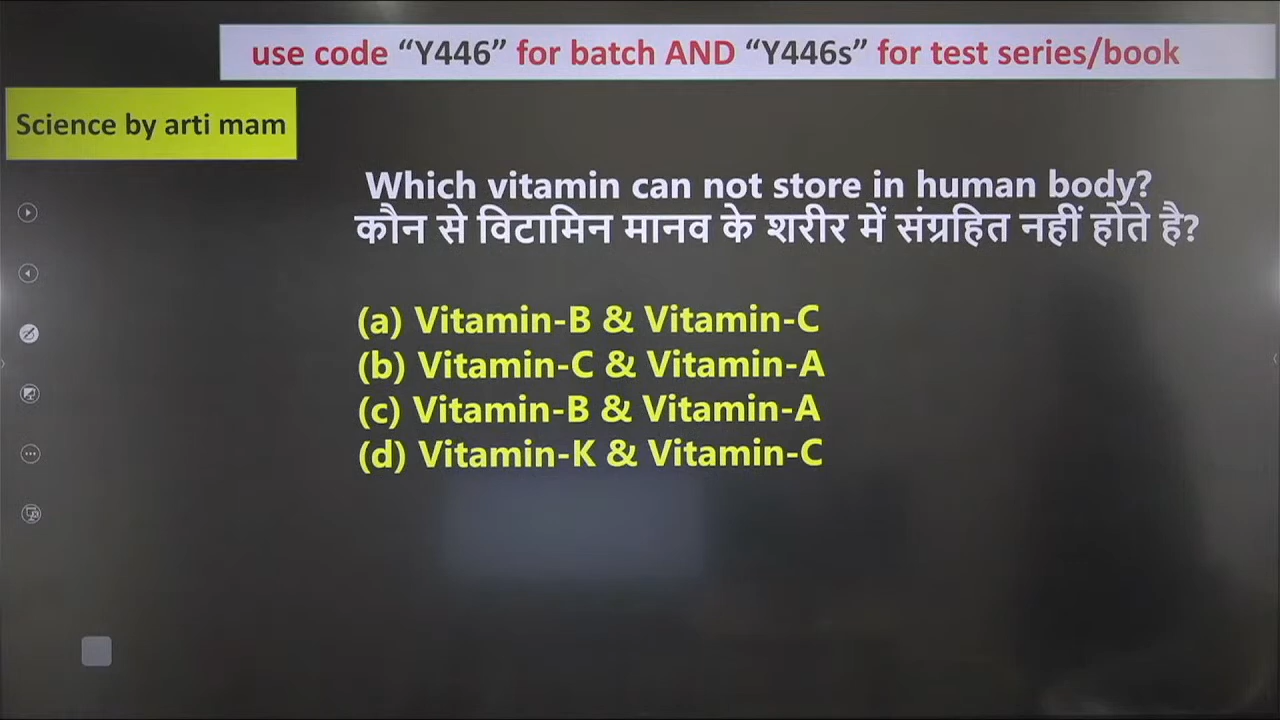 use code “Y446” for batch AND “Y446s” for test series/book
Science by arti mam
Which vitamin can not store in human body?
कौन से विटामिन मानव के शरीर में संग्रहित नहीं होते है?
(a) Vitamin-B & Vitamin-C
(b) Vitamin-C & Vitamin-A
(c) Vitamin-B & Vitamin-A
(d) Vitamin-K & Vitamin-C